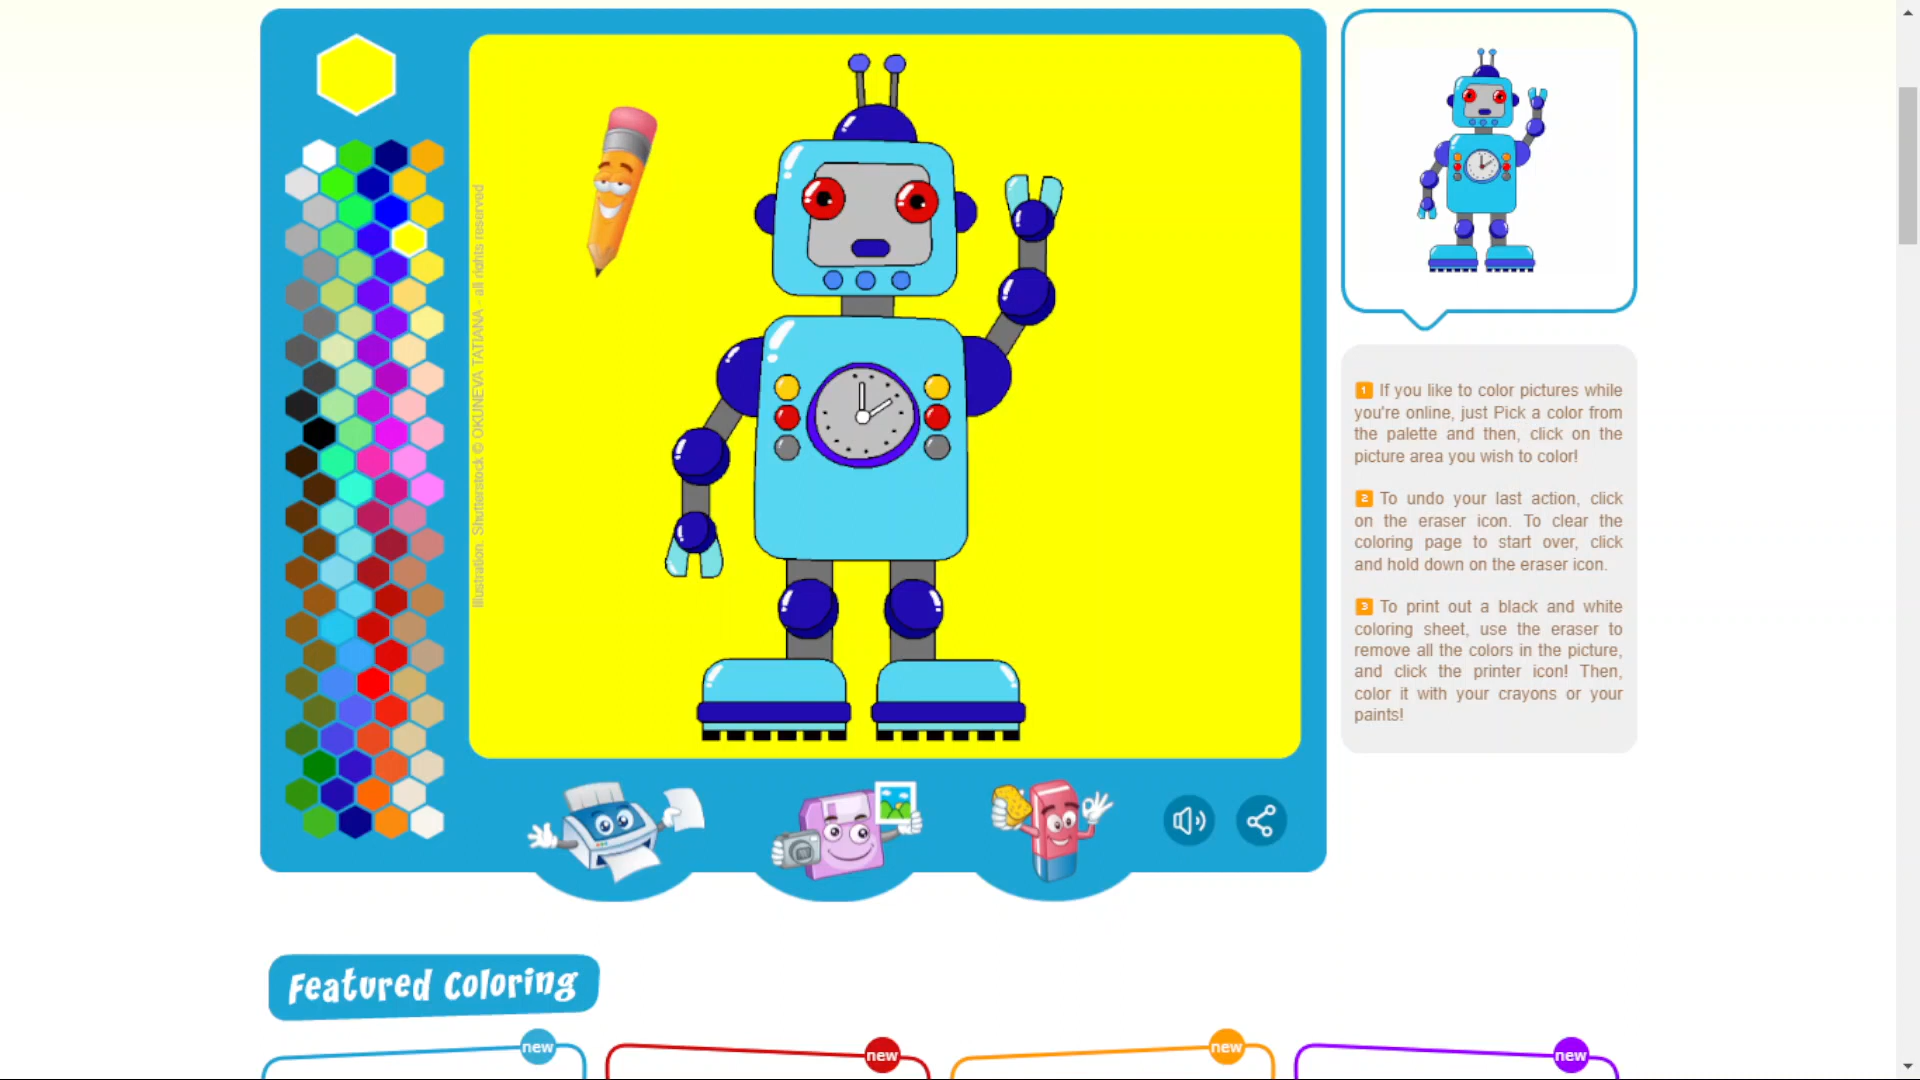 Illustration: Shutterstock © OKUNEVA TATIANA - all rights reserved
1 If you like to color pictures while
you're online, just Pick a color from
the palette and then, click on the
picture area you wish to color!
2 To undo your last action, click
on the eraser icon. To clear the
coloring page to start over, click
and hold down on the eraser icon.
3 To print out a black and white
coloring sheet, use the eraser to
remove all the colors in the picture,
and click the printer icon! Then,
color it with your crayons or your
paints!
Featured Coloring
new
new
new
new